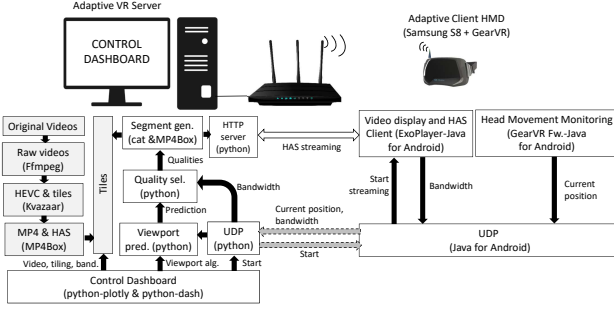 Adaptive VR Server
CONTROL
DASHBOARD
Adaptive Client HMD
(Samsung S8 + GearVR)
Original Videos
Raw videos
(Ffmpeg)
HEVC & tiles
(Kvazaar)
MP4 & HAS
(MP4Box)
Tiles
Segment gen.
(cat &MP4Box)
HTTP
server
(python)
HAS streaming
Video display and HAS
Client (ExoPlayer-Java
for Android)
Head Movement Monitoring
(GearVR Fw.-Java
for Android)
Qualities
Quality sel.
(python)
Bandwidth
Prediction
Viewport
pred. (python)
UDP
(python)
Start
streaming
Bandwidth
Current
position
Current position,
bandwidth
Start
UDP
(Java for Android)
Video, tiling, band.
Viewport alg.
Start
Control Dashboard
(python-plotly & python-dash)